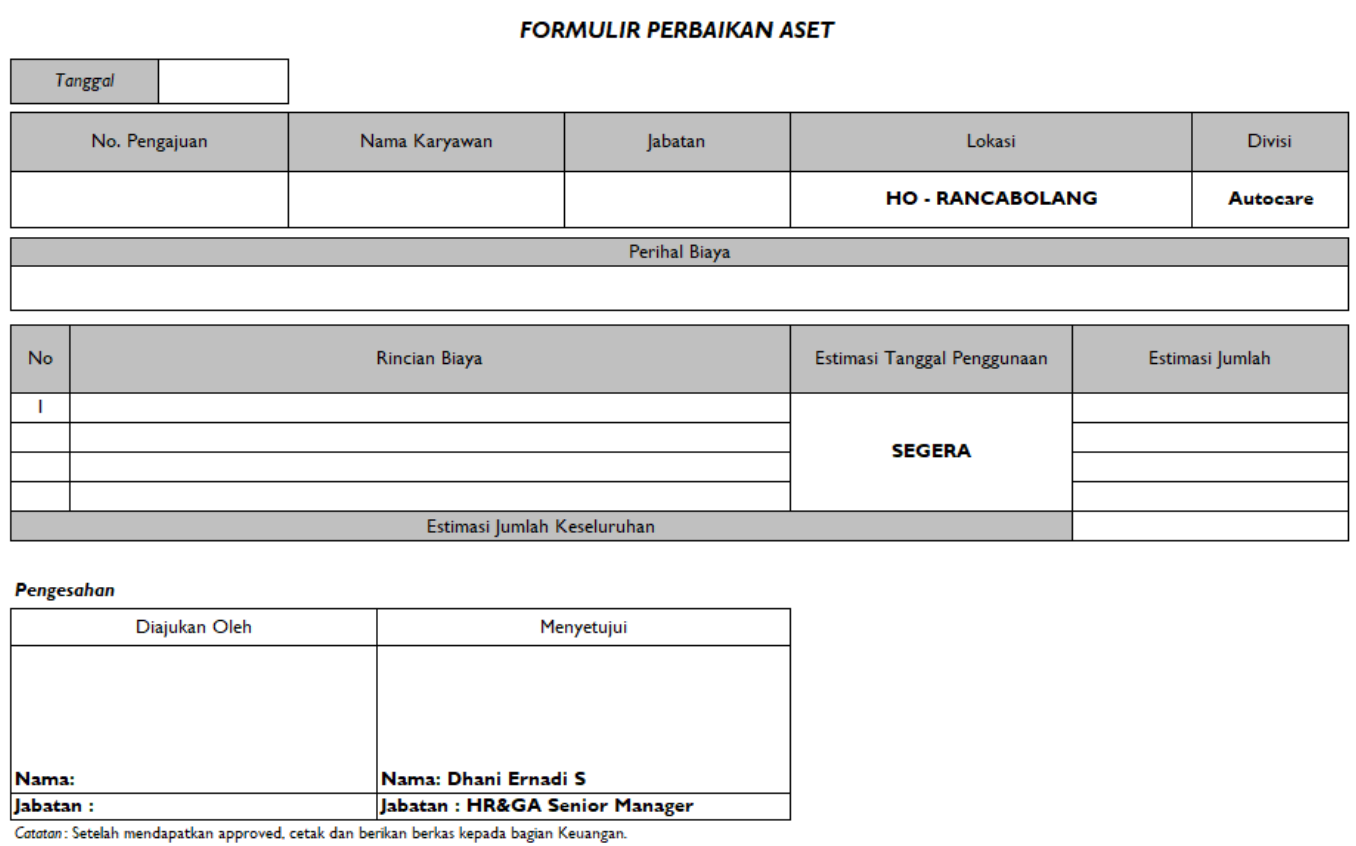 FORMULIR PERBAIKAN ASET
Tanggal
No. Pengajuan Nama Karyawan Jabatan Lokasi Divisi
HO - RANCABOLANG Autocare
Perihal Biaya
No Rincian Biaya Estimasi Tanggal Penggunaan Estimasi Jumlah
1
SEGERA
Estimasi Jumlah Keseluruhan
Pengesahan
Diajukan Oleh Menyetujui
Nama: Nama: Dhani Ernadi S
Jabatan : Jabatan : HR&GA Senior Manager
Catatan : Setelah mendapatkan approved, cetak dan berikan berkas kepada bagian Keuangan.